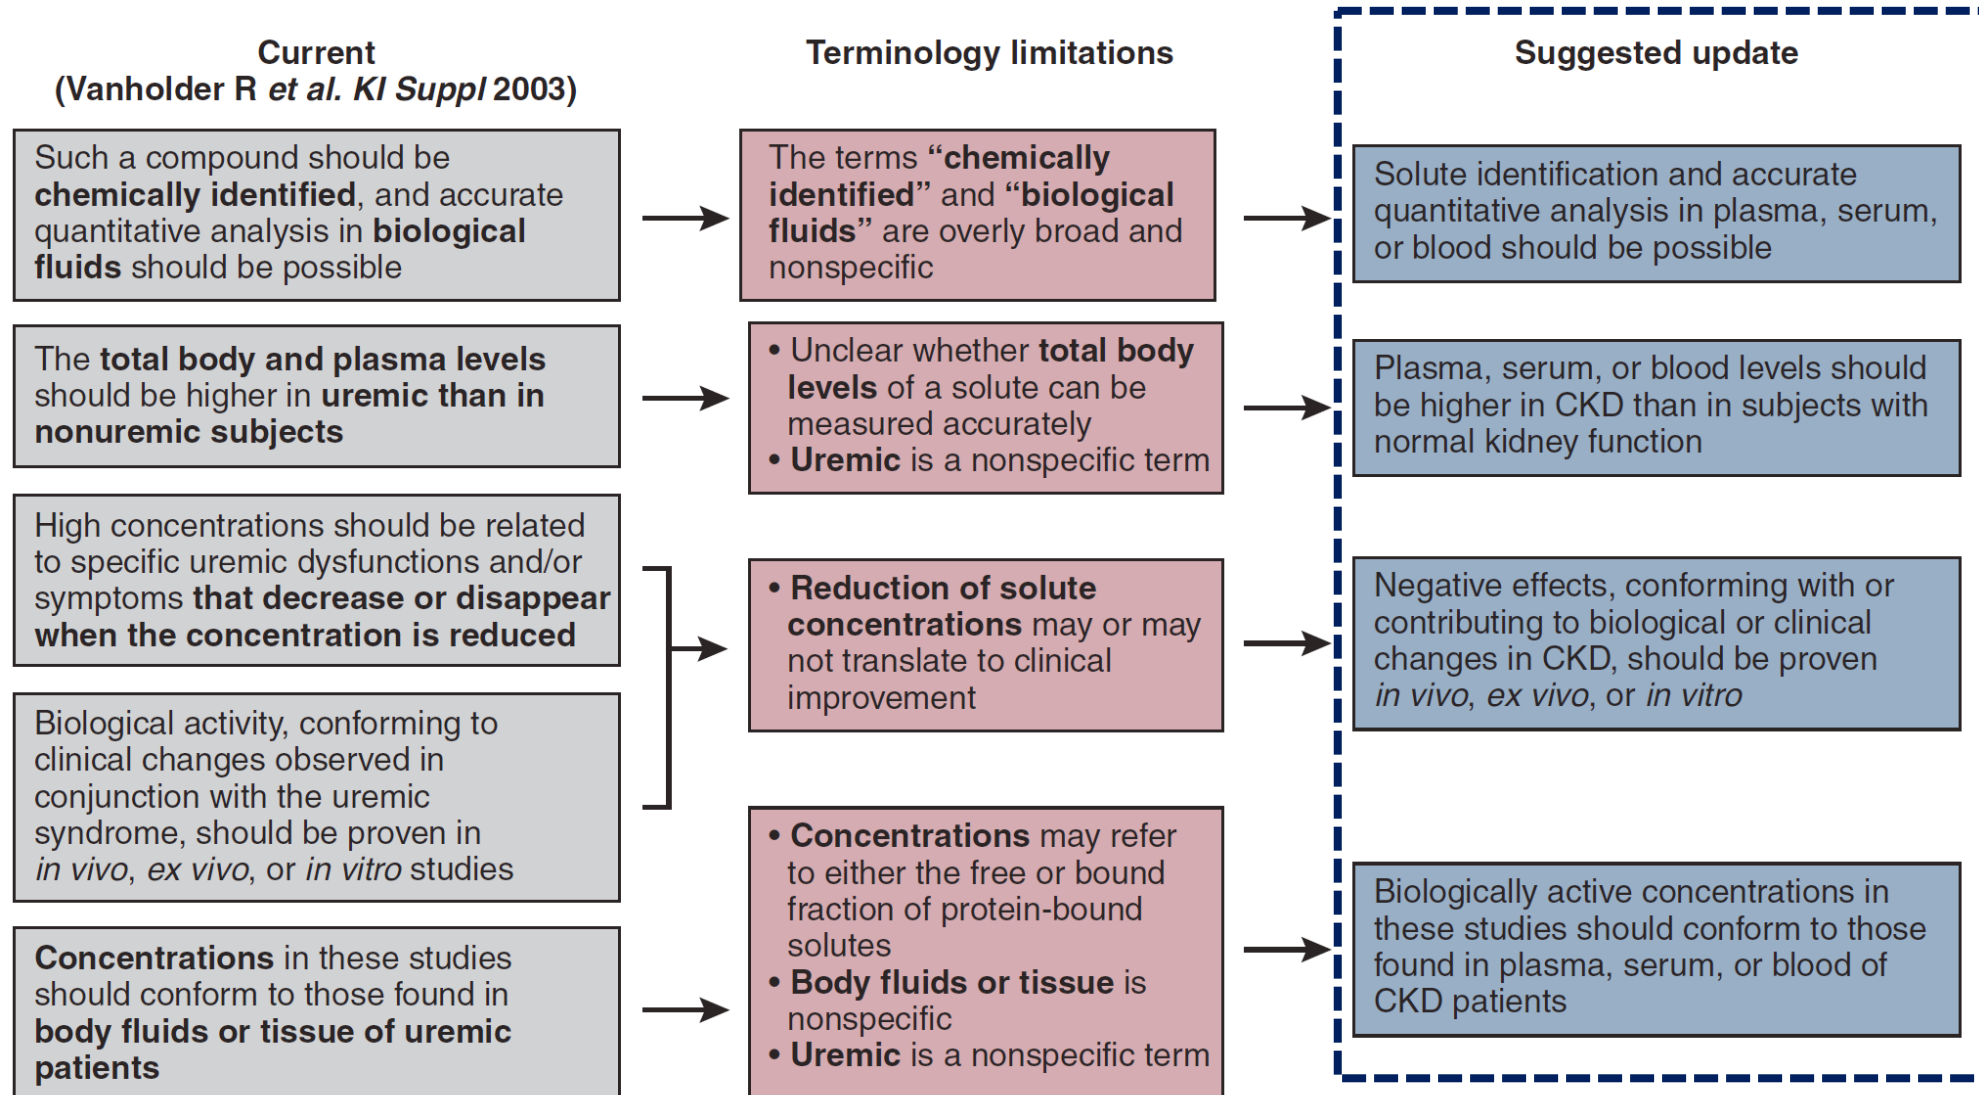 Current
(Vanholder R et al. KI Suppl 2003)
Such a compound should be
chemically identified, and accurate
quantitative analysis in biological
fluids should be possible
The total body and plasma levels
should be higher in uremic than in
nonuremic subjects
High concentrations should be related
to specific uremic dysfunctions and/or
symptoms that decrease or disappear
when the concentration is reduced
Biological activity, conforming to
clinical changes observed in
conjunction with the uremic
syndrome, should be proven in
in vivo, ex vivo, or in vitro studies
Concentrations in these studies
should conform to those found in
body fluids or tissue of uremic
patients
Terminology limitations
The terms “chemically
identified” and “biological
fluids” are overly broad and
nonspecific
• Unclear whether total body
levels of a solute can be
measured accurately
• Uremic is a nonspecific term
• Reduction of solute
concentrations may or may
not translate to clinical
improvement
• Concentrations may refer
to either the free or bound
fraction of protein-bound
solutes
• Body fluids or tissue is
nonspecific
• Uremic is a nonspecific term
Suggested update
Solute identification and accurate
quantitative analysis in plasma, serum,
or blood should be possible
Plasma, serum, or blood levels should
be higher in CKD than in subjects with
normal kidney function
Negative effects, conforming with or
contributing to biological or clinical
changes in CKD, should be proven
in vivo, ex vivo, or in vitro
Biologically active concentrations in
these studies should conform to those
found in plasma, serum, or blood of
CKD patients